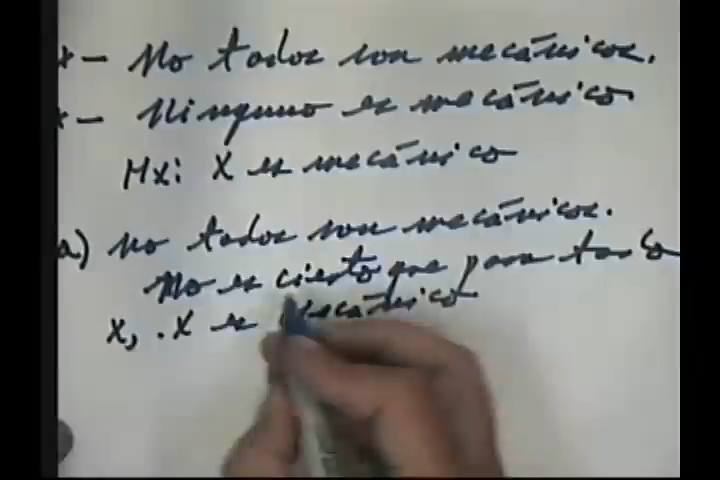 *- No todos son mecánicos.
*- Ninguno es mecánico.
Mx: X es mecánico
a) No todos son mecánicos.
No es cierto que para todo
x, . X es mecánico.